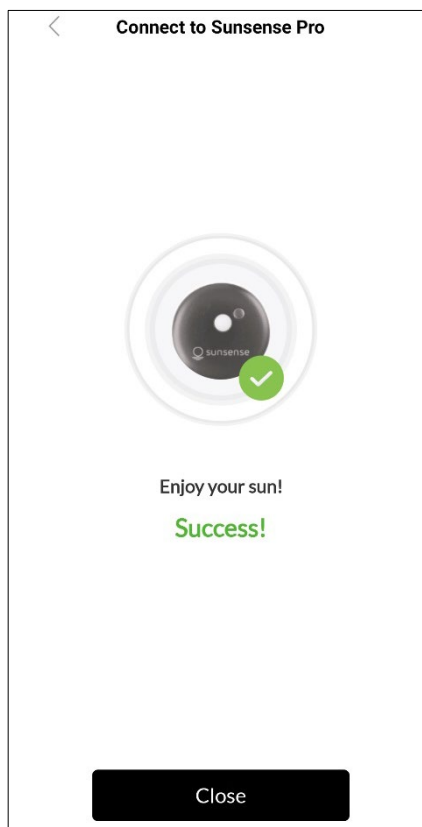 Connect to Sunsense Pro
sunsense
Enjoy your sun!
Success!
Close